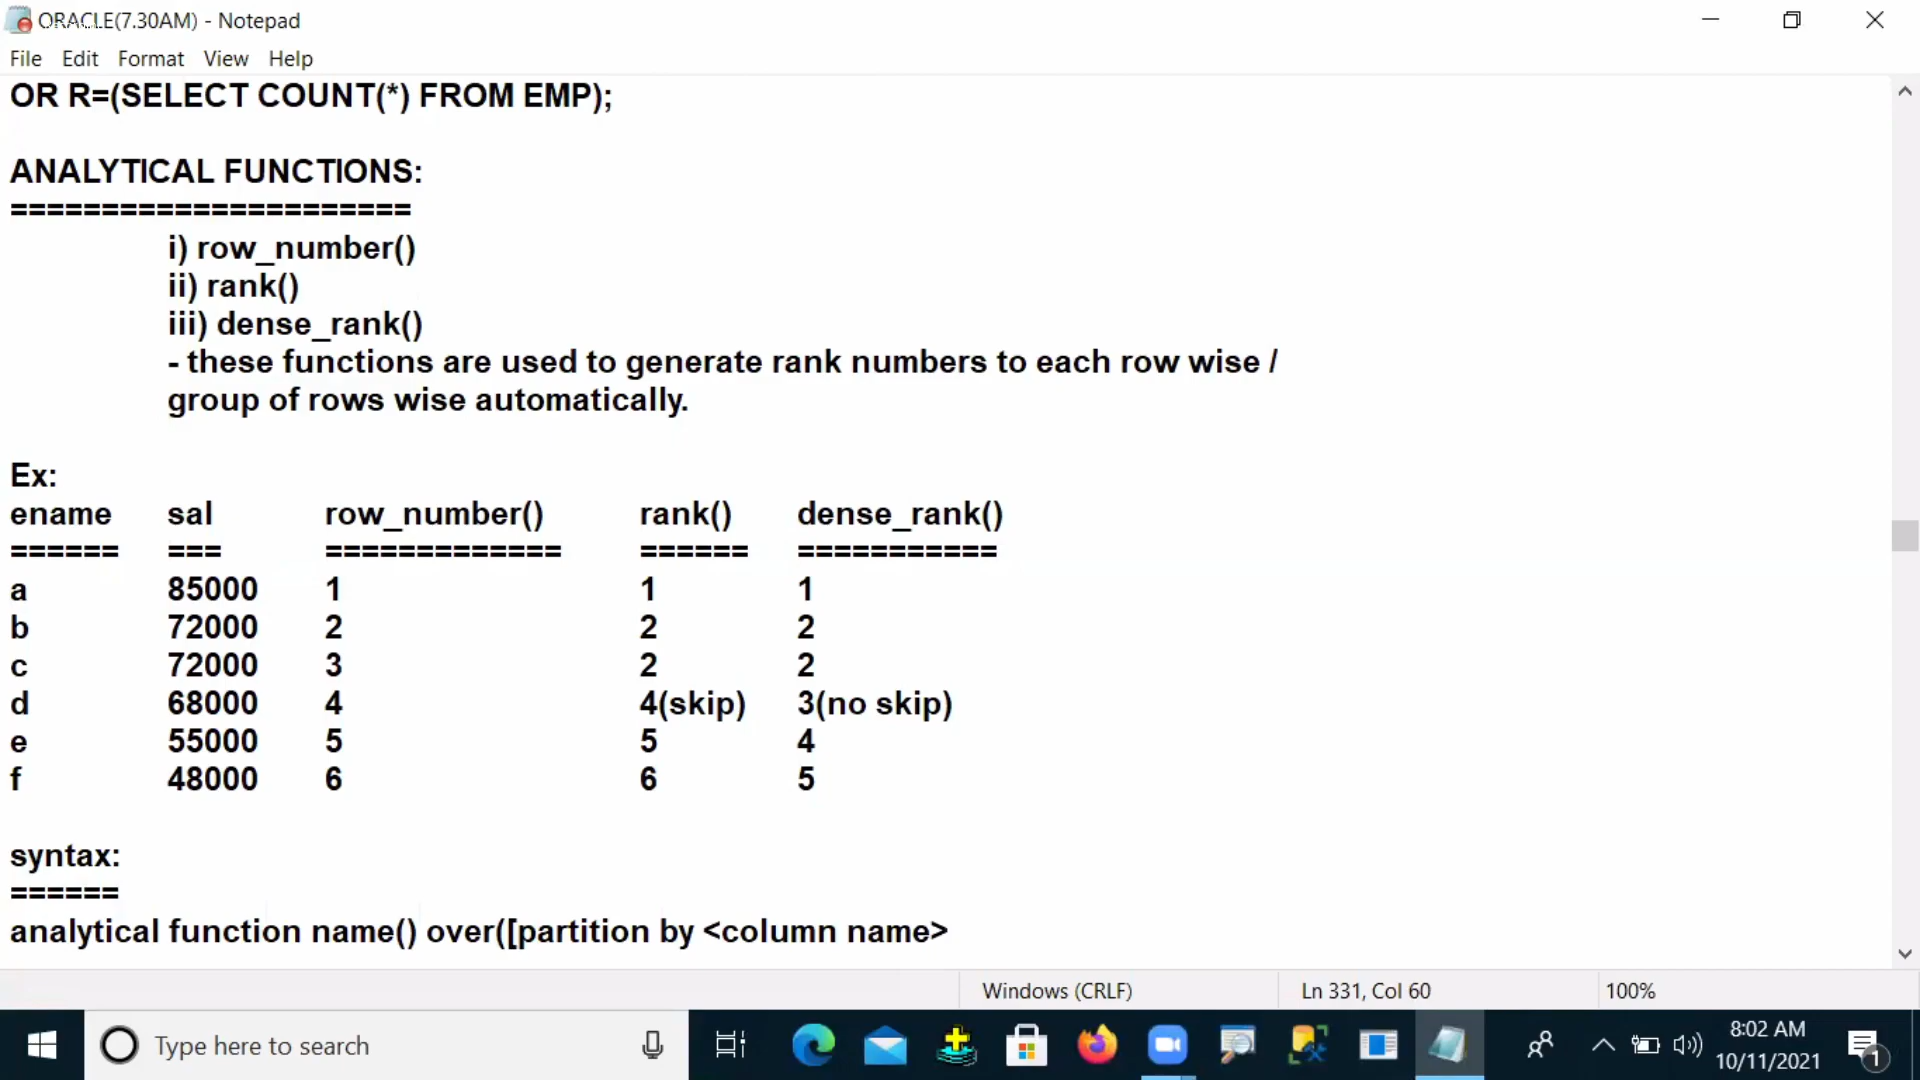 ORACLE(7.30AM) - Notepad
File Edit Format View Help
OR R=(SELECT COUNT(*) FROM EMP);
ANALYTICAL FUNCTIONS:
======================
i) row_number()
ii) rank()
iii) dense_rank()
- these functions are used to generate rank numbers to each row wise /
group of rows wise automatically.
Ex:
ename sal row_number() rank() dense_rank()
====== === ============= ====== ===========
a 85000 1 1 1
b 72000 2 2 2
c 72000 3 2 2
d 68000 4 4(skip) 3(no skip)
e 55000 5 5 4
f 48000 6 6 5
syntax:
======
analytical function name() over([partition by <column name>
Windows (CRLF) Ln 331, Col 60 100%
Type here to search
8:02 AM
10/11/2021
1